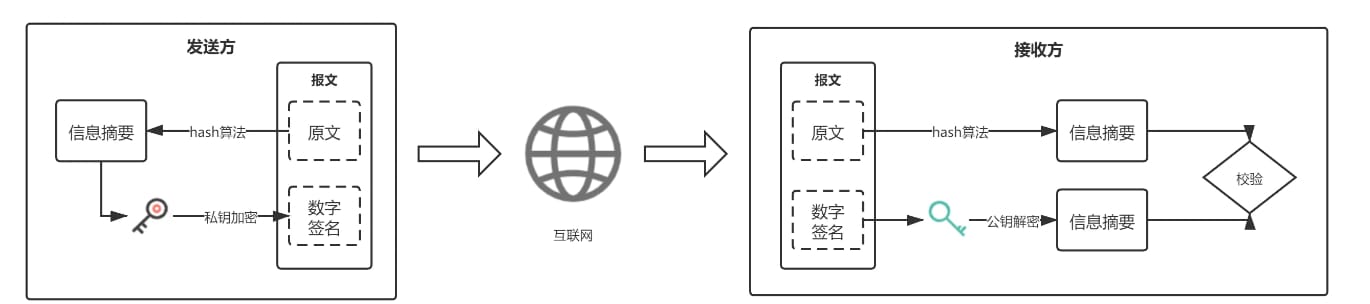 发送方
报文
信息摘要
hash算法
原文
私钥加密
数字
签名
互联网
接收方
报文
原文
hash算法
信息摘要
校验
数字
签名
公钥解密
信息摘要